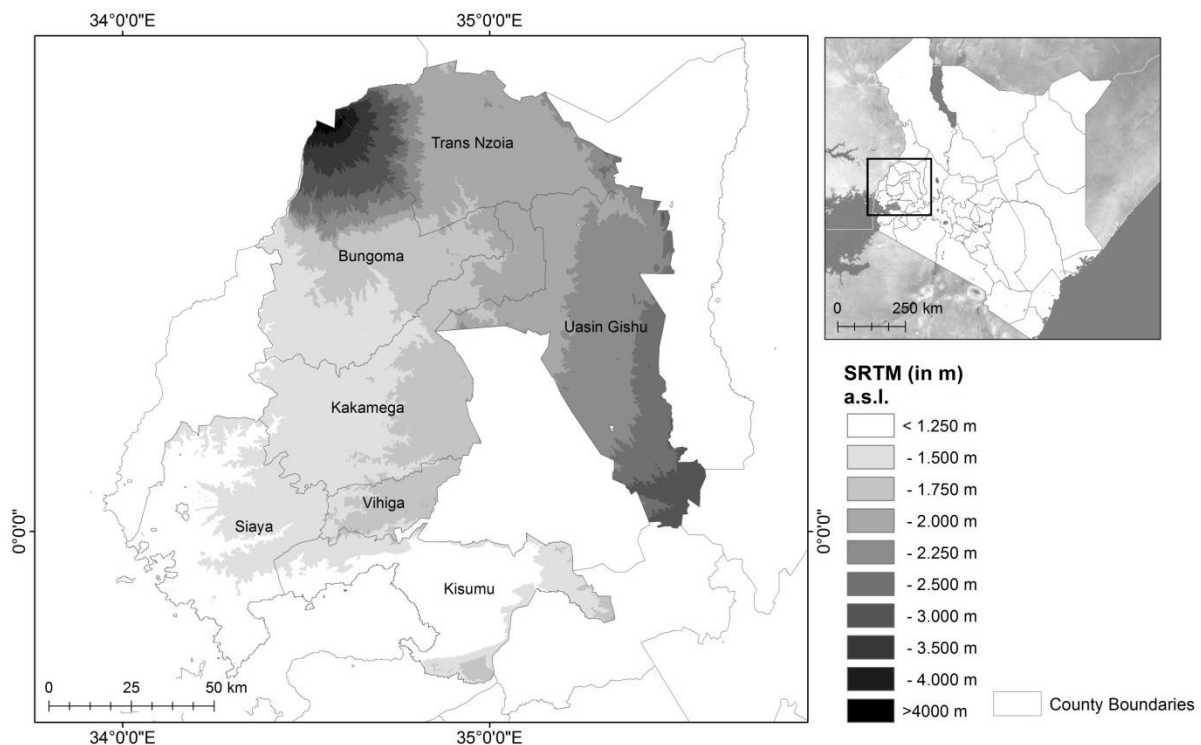 34°0'0"E 35°0'0"E
Trans Nzoia
Bungoma
Uasin Gishu
Kakamega
Vihiga
Siaya
Kisumu
0°0'0"
0°0'0"
0 25 50 km
34°0'0"E 35°0'0"E
0 250 km
SRTM (in m)
a.s.l.
< 1.250 m
- 1.500 m
- 1.750 m
- 2.000 m
- 2.250 m
- 2.500 m
- 3.000 m
- 3.500 m
- 4.000 m
>4000 m
County Boundaries